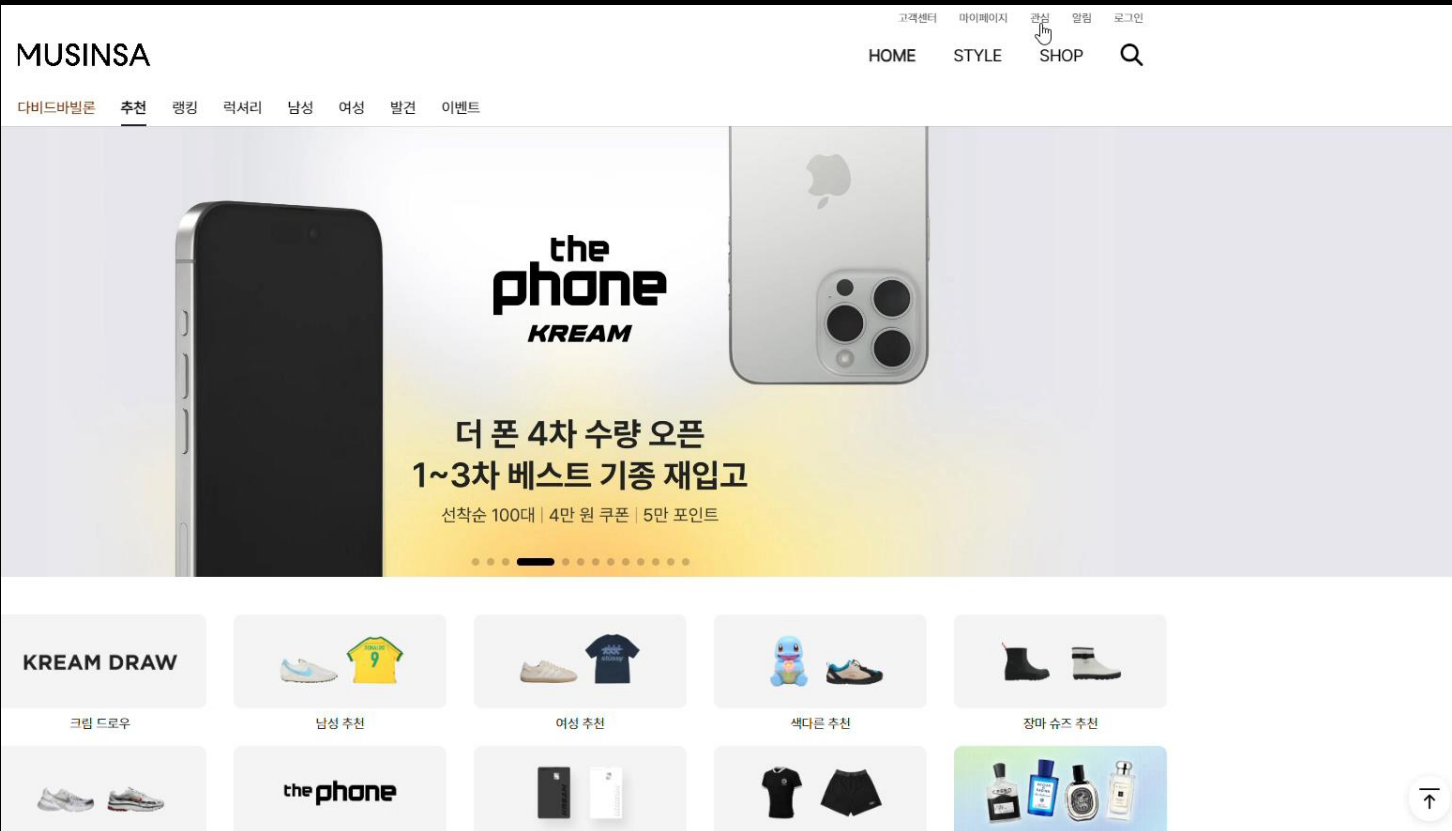 고객센터 마이페이지 관심 알림 로그인
MUSINSA
HOME STYLE SHOP
다비드바빌론 추천 랭킹 럭셔리 남성 여성 발견 이벤트
the
phone
KREAM
더 폰 4차 수량 오픈
1~3차 베스트 기종 재입고
선착순 100대 | 4만 원 쿠폰 | 5만 포인트
KREAM DRAW
9
stüssy
크림 드로우 남성 추천 여성 추천 색다른 추천 장마 슈즈 추천
the phone
KREAM